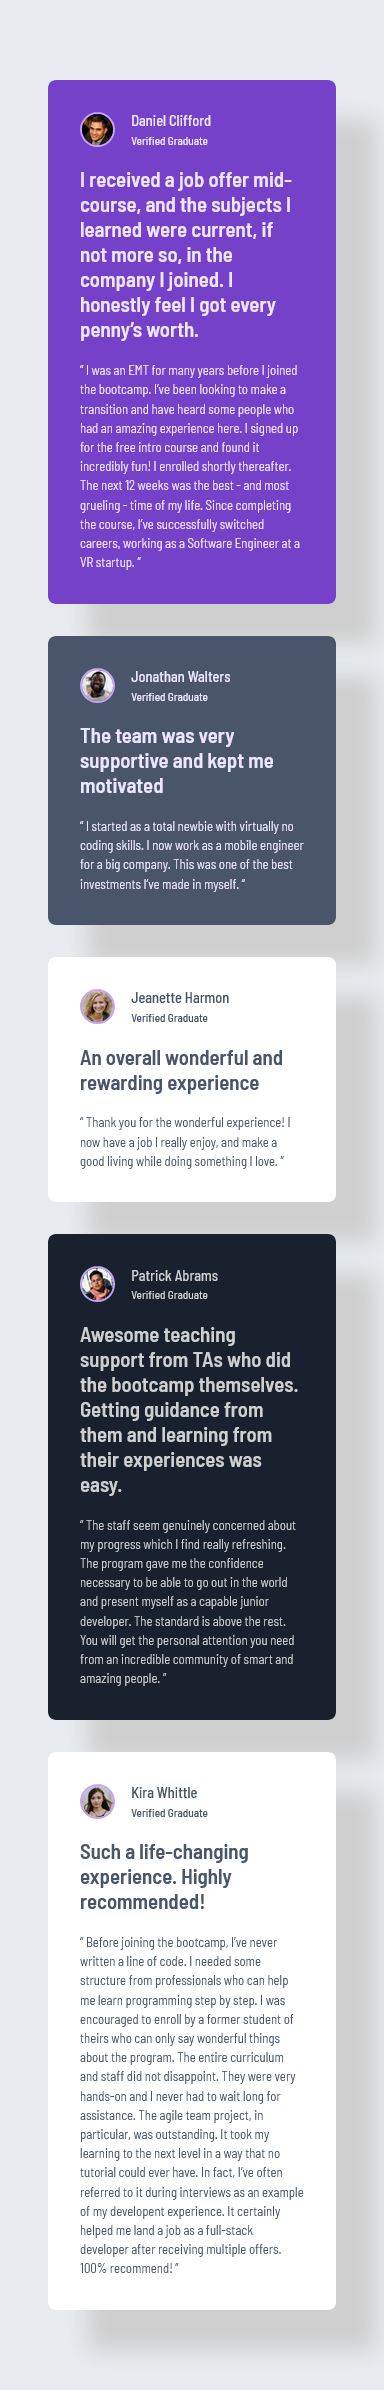 Daniel Clifford
Verified Graduate
I received a job offer mid-
course, and the subjects I
learned were current, if
not more so, in the
company I joined. I
honestly feel I got every
penny’s worth.
“ I was an EMT for many years before I joined
the bootcamp. I’ve been looking to make a
transition and have heard some people who
had an amazing experience here. I signed up
for the free intro course and found it
incredibly fun! I enrolled shortly thereafter.
The next 12 weeks was the best - and most
grueling - time of my life. Since completing
the course, I’ve successfully switched
careers, working as a Software Engineer at a
VR startup. ”
Jonathan Walters
Verified Graduate
The team was very
supportive and kept me
motivated
“ I started as a total newbie with virtually no
coding skills. I now work as a mobile engineer
for a big company. This was one of the best
investments I’ve made in myself. ”
Jeanette Harmon
Verified Graduate
An overall wonderful and
rewarding experience
“ Thank you for the wonderful experience! I
now have a job I really enjoy, and make a
good living while doing something I love. ”
Patrick Abrams
Verified Graduate
Awesome teaching
support from TAs who did
the bootcamp themselves.
Getting guidance from
them and learning from
their experiences was
easy.
“ The staff seem genuinely concerned about
my progress which I find really refreshing.
The program gave me the confidence
necessary to be able to go out in the world
and present myself as a capable junior
developer. The standard is above the rest.
You will get the personal attention you need
from an incredible community of smart and
amazing people. ”
Kira Whittle
Verified Graduate
Such a life-changing
experience. Highly
recommended!
“ Before joining the bootcamp, I’ve never
written a line of code. I needed some
structure from professionals who can help
me learn programming step by step. I was
encouraged to enroll by a former student of
theirs who can only say wonderful things
about the program. The entire curriculum
and staff did not disappoint. They were very
hands-on and I never had to wait long for
assistance. The agile team project, in
particular, was outstanding. It took my
learning to the next level in a way that no
tutorial could ever have. In fact, I’ve often
referred to it during interviews as an example
of my developent experience. It certainly
helped me land a job as a full-stack
developer after receiving multiple offers.
100% recommend! ”